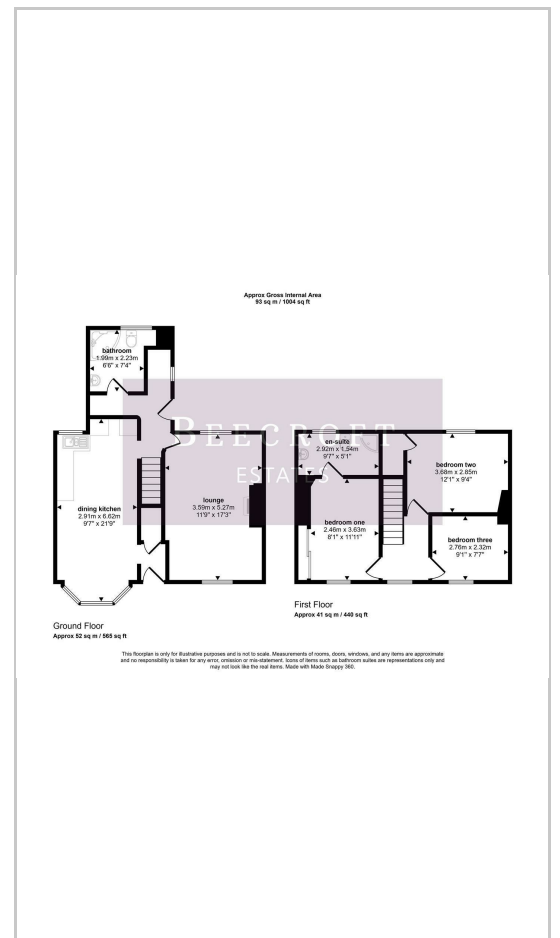 Approx Gross Internal Area
93 sq m / 1004 sq ft
bathroom
1.99m x 2.23m
6'6" x 7'4"
BEECROFT
ESTATES
dining kitchen
2.91m x 6.62m
9'7" x 21'9"
lounge
3.59m x 5.27m
11'9" x 17'3"
en-suite
2.92m x 1.54m
9'7" x 5'1"
bedroom two
3.68m x 2.85m
12'1" x 9'4"
bedroom one
2.46m x 3.63m
8'1" x 11'11"
bedroom three
2.76m x 2.32m
9'1" x 7'7"
Ground Floor
Approx 52 sq m / 565 sq ft
First Floor
Approx 41 sq m / 440 sq ft
This floorplan is only for illustrative purposes and is not to scale. Measurements of rooms, doors, windows, and any items are approximate
and no responsibility is taken for any error, omission or mis-statement. Icons of items such as bathroom suites are representations only and
may not look like the real items. Made with Made Snappy 360.